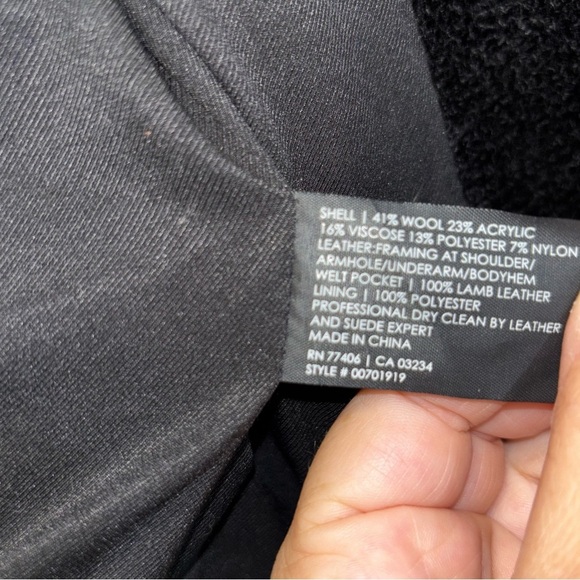 SHELL | 41% WOOL 23% ACRYLIC
16% VISCOSE 13% POLYESTER 7% NYLON
LEATHER:FRAMING AT SHOULDER/
ARMHOLE/UNDERARM/BODYHEM
WELT POCKET | 100% LAMB LEATHER
LINING | 100% POLYESTER
PROFESSIONAL DRY CLEAN BY LEATHER
AND SUEDE EXPERT
MADE IN CHINA
RN 77406 | CA 03234
STYLE # 00701919